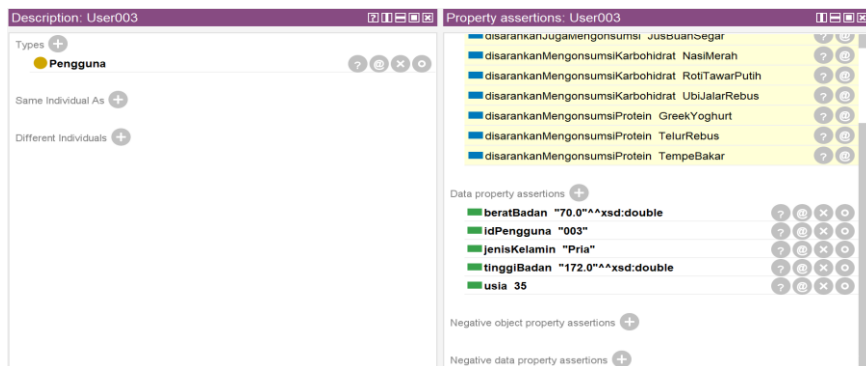 Description: User003
Types
Pengguna
Same Individual As
Different Individuals
Property assertions: User003
disarankanJugaMengonsumsi JusBuahSegar
disarankanMengonsumsiKarbohidrat NasiMerah
disarankanMengonsumsiKarbohidrat RotiTawarPutih
disarankanMengonsumsiKarbohidrat UbiJalarRebus
disarankanMengonsumsiProtein GreekYoghurt
disarankanMengonsumsiProtein TelurRebus
disarankanMengonsumsiProtein TempeBakar
Data property assertions
beratBadan "70.0"^^xsd:double
idPengguna "003"
jenisKelamin "Pria"
tinggiBadan "172.0"^^xsd:double
usia 35
Negative object property assertions
Negative data property assertions